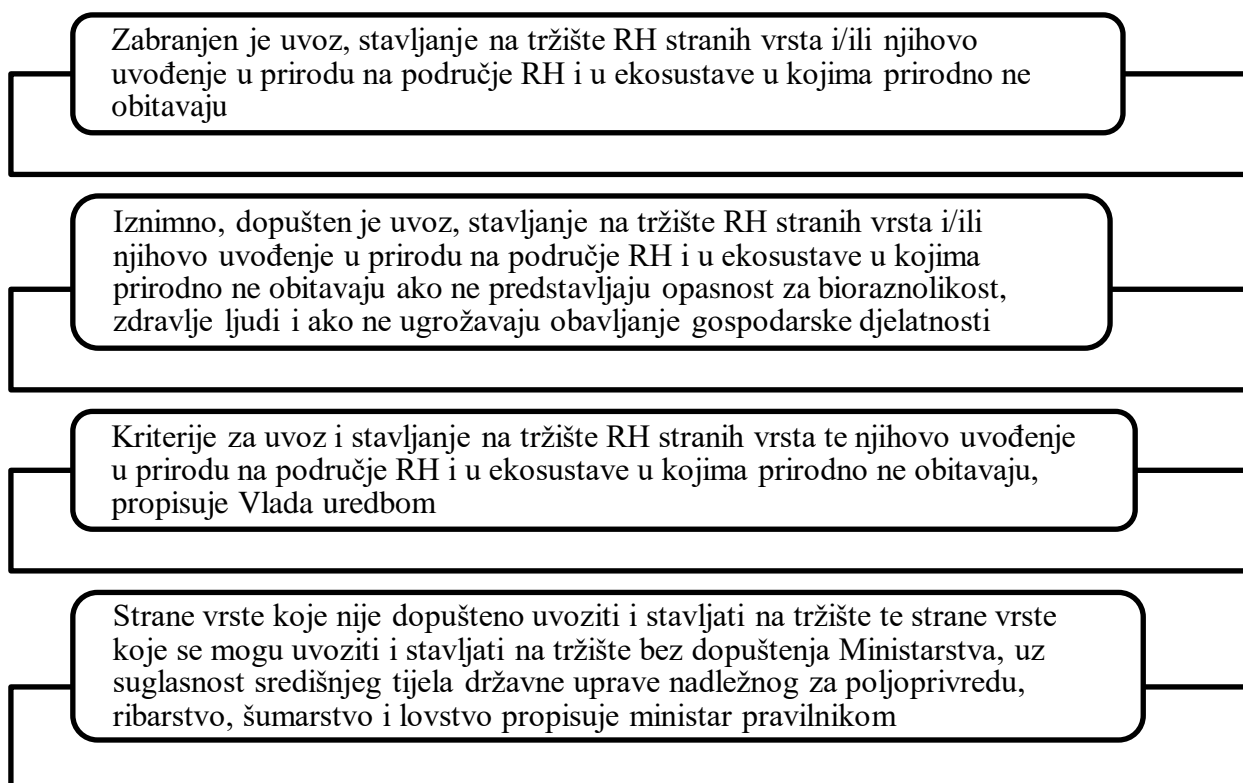 Zabranjen je uvoz, stavljanje na tržište RH stranih vrsta i/ili njihovo
uvođenje u prirodu na područje RH i u ekosustave u kojima prirodno ne
obitavaju
Iznimno, dopušten je uvoz, stavljanje na tržište RH stranih vrsta i/ili
njihovo uvođenje u prirodu na područje RH i u ekosustave u kojima
prirodno ne obitavaju ako ne predstavljaju opasnost za bioraznolikost,
zdravlje ljudi i ako ne ugrožavaju obavljanje gospodarske djelatnosti
Kriterije za uvoz i stavljanje na tržište RH stranih vrsta te njihovo uvođenje
u prirodu na područje RH i u ekosustave u kojima prirodno ne obitavaju,
propisuje Vlada uredbom
Strane vrste koje nije dopušteno uvoziti i stavljati na tržište te strane vrste
koje se mogu uvoziti i stavljati na tržište bez dopuštenja Ministarstva, uz
suglasnost središnjeg tijela državne uprave nadležnog za poljoprivredu,
ribarstvo, šumarstvo i lovstvo propisuje ministar pravilnikom